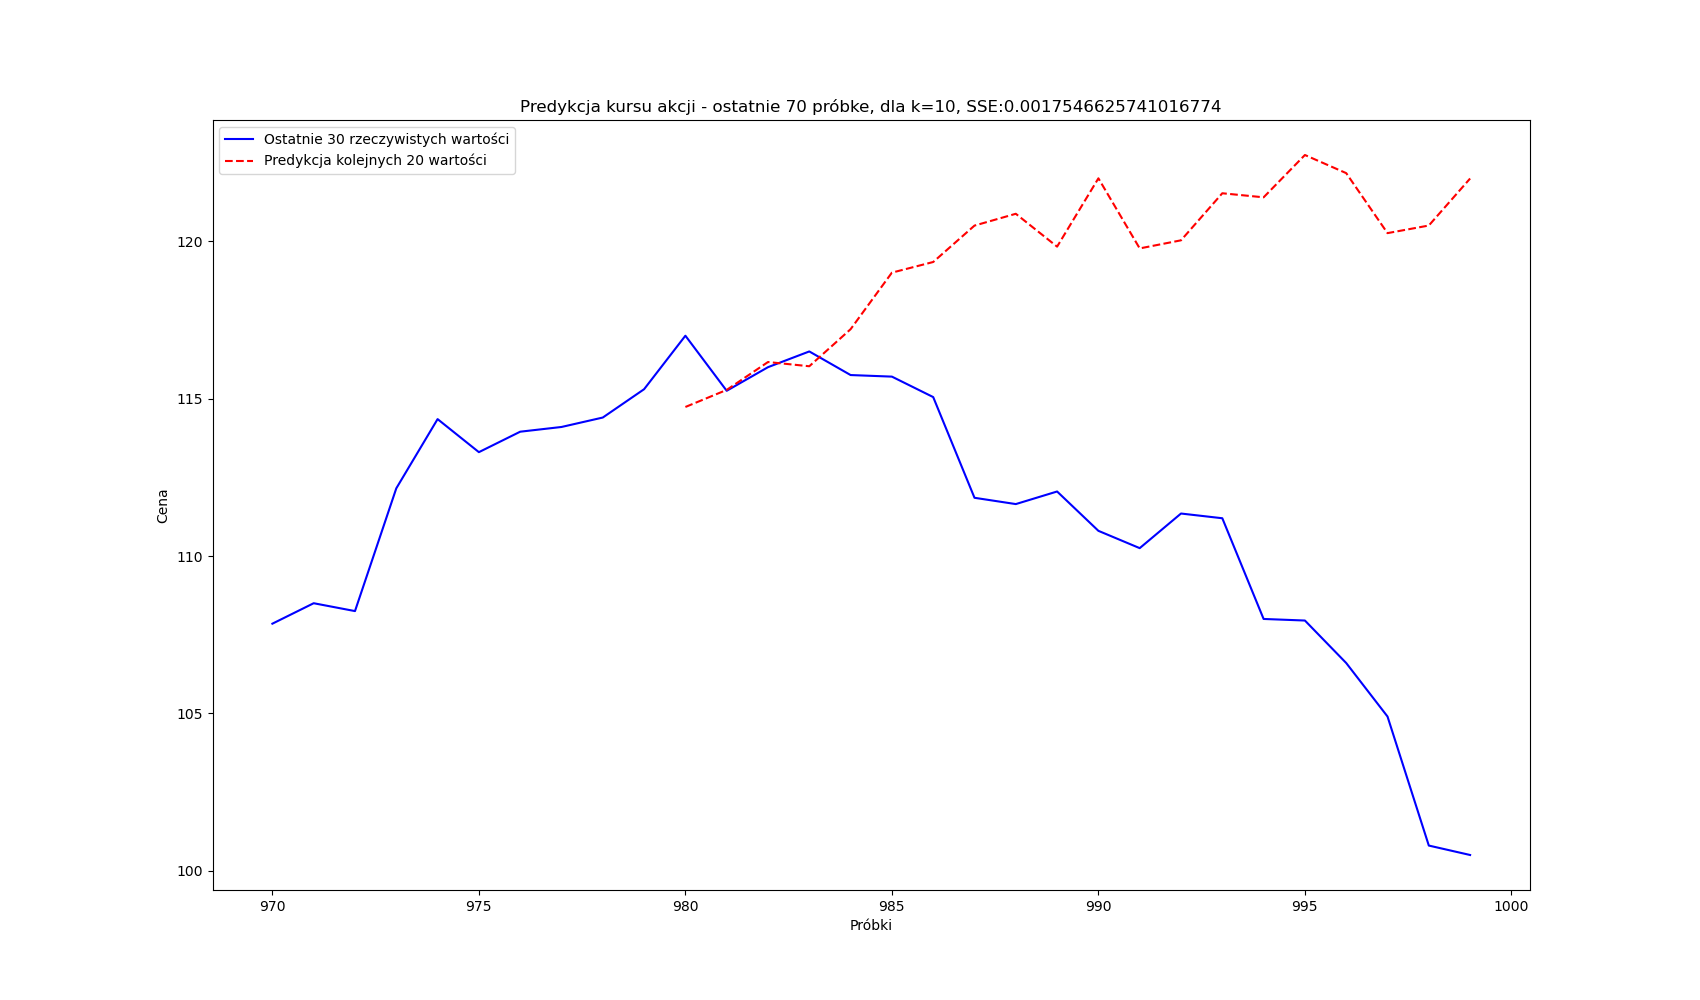 Predykcja kursu akcji - ostatnie 70 próbke, dla k=10, SSE:0.0017546625741016774
Ostatnie 30 rzeczywistych wartości
Predykcja kolejnych 20 wartości
120
115
110
105
100
Cena
970 975 980 985 990 995 1000
Próbki